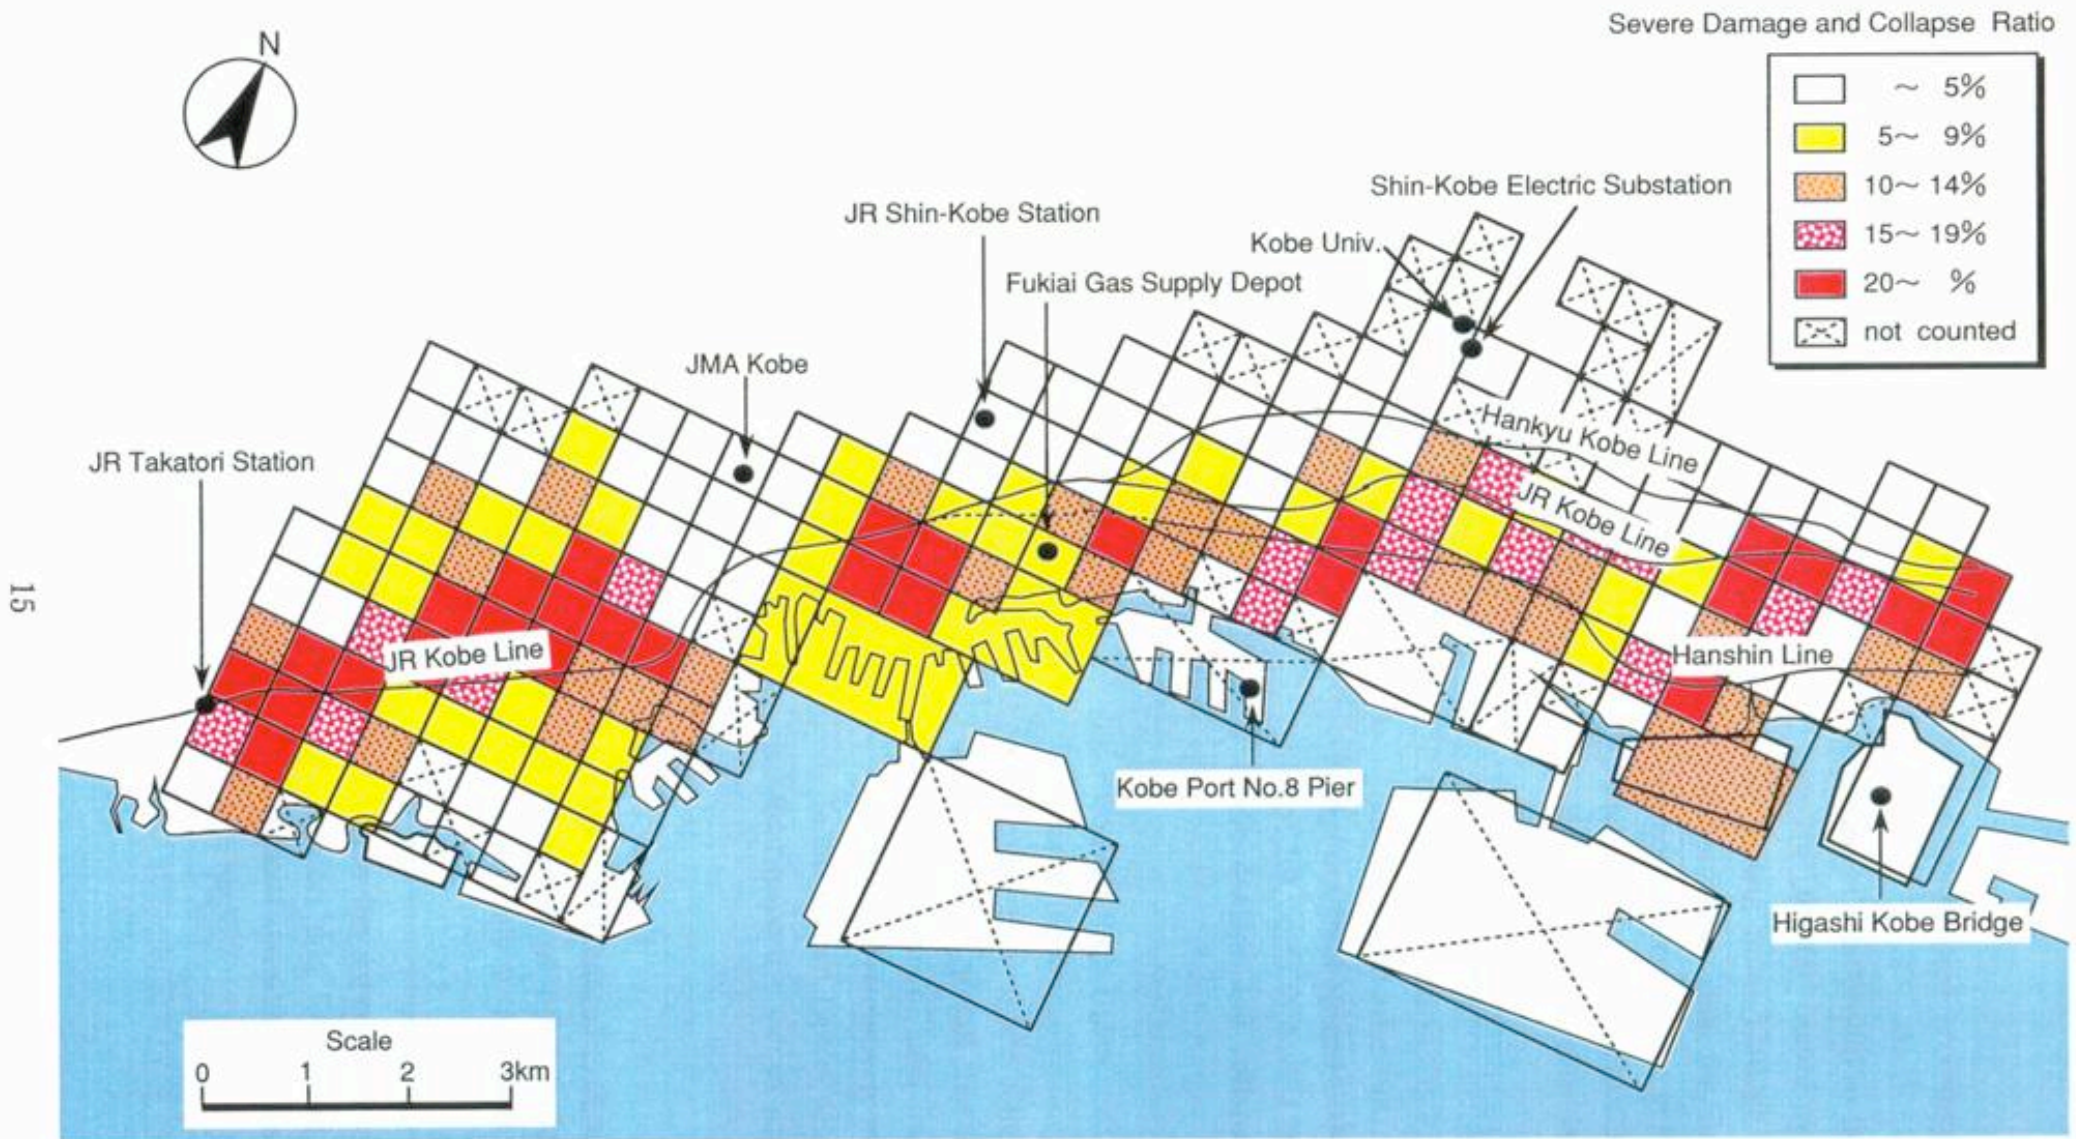 Severe Damage and Collapse Ratio
~ 5%
5~ 9%
10~ 14%
15~ 19%
20~ %
not counted
N
Shin-Kobe Electric Substation
JR Shin-Kobe Station
Kobe Univ.
Fukiai Gas Supply Depot
JMA Kobe
JR Takatori Station
Hankyu Kobe Line
JR Kobe Line
JR Kobe Line
Hanshin Line
15
Kobe Port No.8 Pier
Higashi Kobe Bridge
Scale
0 1 2 3km